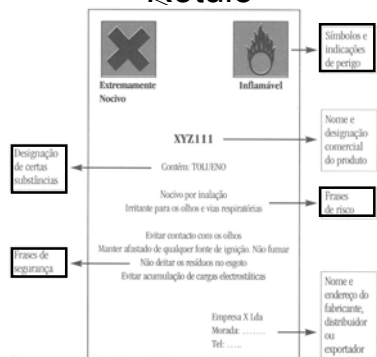 Rótulo
Extremamente
Nocivo
Inflamável
Símbolos e
indicações
de perigo
XYZ111
Nome e
designação
comercial
do produto
Designação
de certas
substâncias
Contém: TOLUENO
Nocivo por inalação
Irritante para os olhos e vias respiratórias
Frases
de risco
Evitar contacto com os olhos
Manter afastado de qualquer fonte de ignição. Não fumar
Não deitar os resíduos no esgoto
Evitar acumulação de cargas electrostáticas
Frases de
segurança
Empresa X Lda
Morada: ........
Tel: .....
Nome e
endereço do
fabricante,
distribuidor
ou
exportador